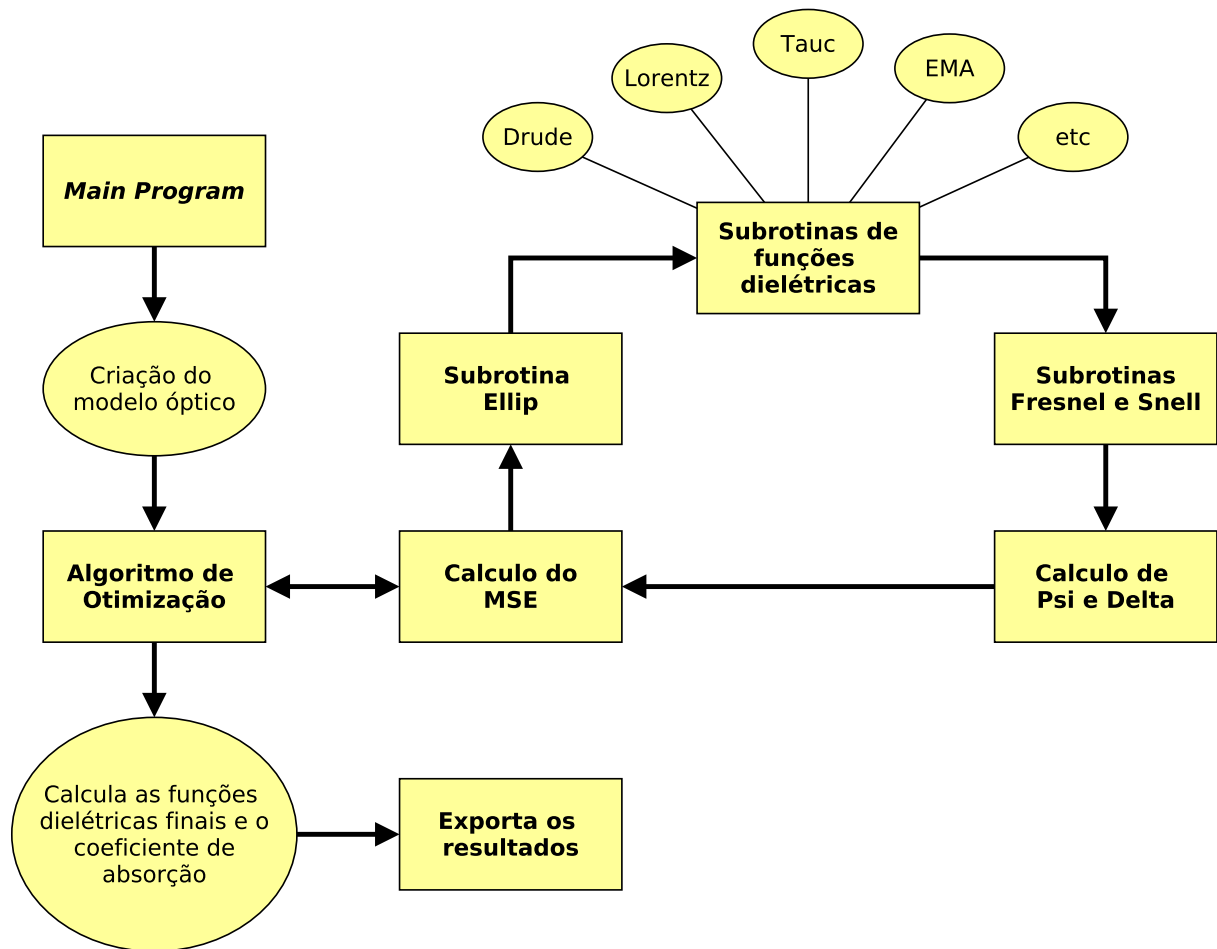 Tauc
EMA
Lorentz
Drude
etc
Main Program
Subrotinas de
funções
dielétricas
Criação do
modelo óptico
Subrotina
Ellip
Subrotinas
Fresnel e Snell
Algoritmo de
Otimização
Calculo do
MSE
Calculo de
Psi e Delta
Calcula as funções
dielétricas finais e o
coeficiente de
absorção
Exporta os
resultados